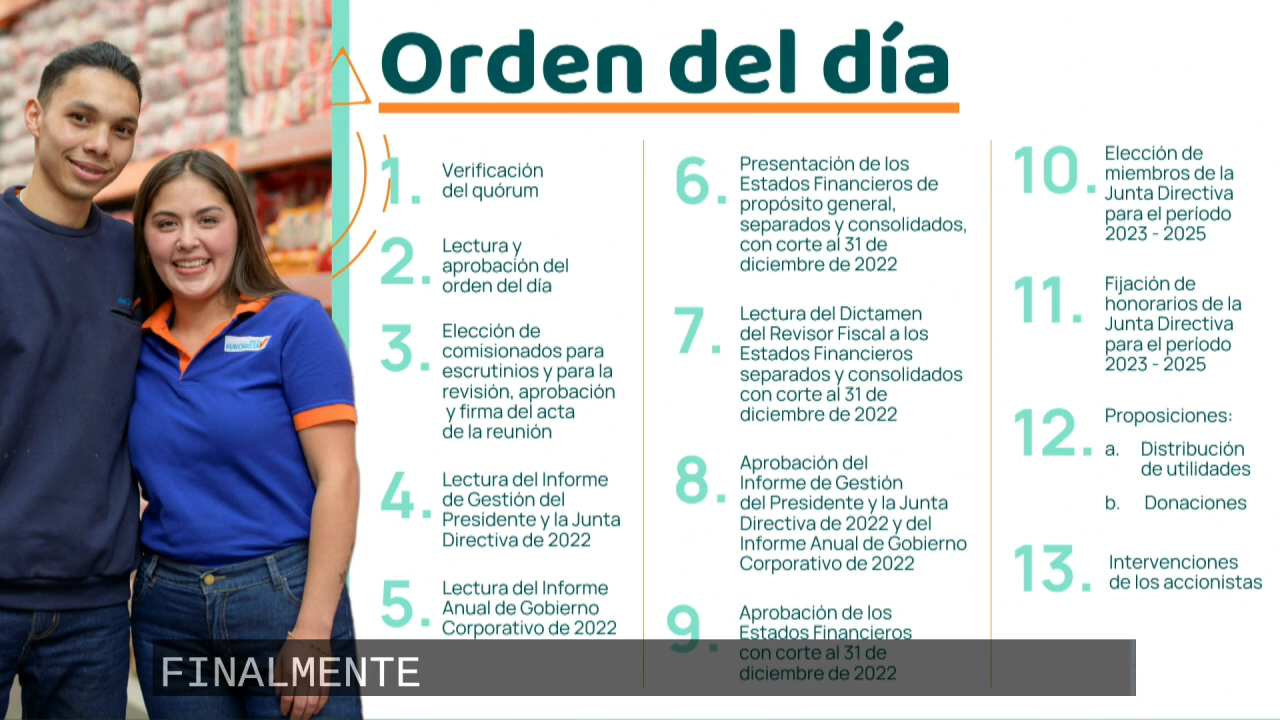 Orden del día
1. Verificación
del quórum
2. Lectura y
aprobación del
orden del día
3. Elección de
comisionados para
escrutinios y para la
revisión, aprobación
y firma del acta
de la reunión
4. Lectura del Informe
de Gestión del
Presidente y la Junta
Directiva de 2022
5. Lectura del Informe
Anual de Gobierno
Corporativo de 2022
6. Presentación de los
Estados Financieros de
propósito general,
separados y consolidados,
con corte al 31 de
diciembre de 2022
7. Lectura del Dictamen
del Revisor Fiscal a los
Estados Financieros
separados y consolidados
con corte al 31 de
diciembre de 2022
8. Aprobación del
Informe de Gestión
del Presidente y la Junta
Directiva de 2022 y del
Informe Anual de Gobierno
Corporativo de 2022
9. Aprobación de los
Estados Financieros
con corte al 31 de
diciembre de 2022
10. Elección de
miembros de la
Junta Directiva
para el período
2023 - 2025
11. Fijación de
honorarios de la
Junta Directiva
para el período
2023 - 2025
12. Proposiciones:
a. Distribución
de utilidades
b. Donaciones
13. Intervenciones
de los accionistas
FINALMENTE